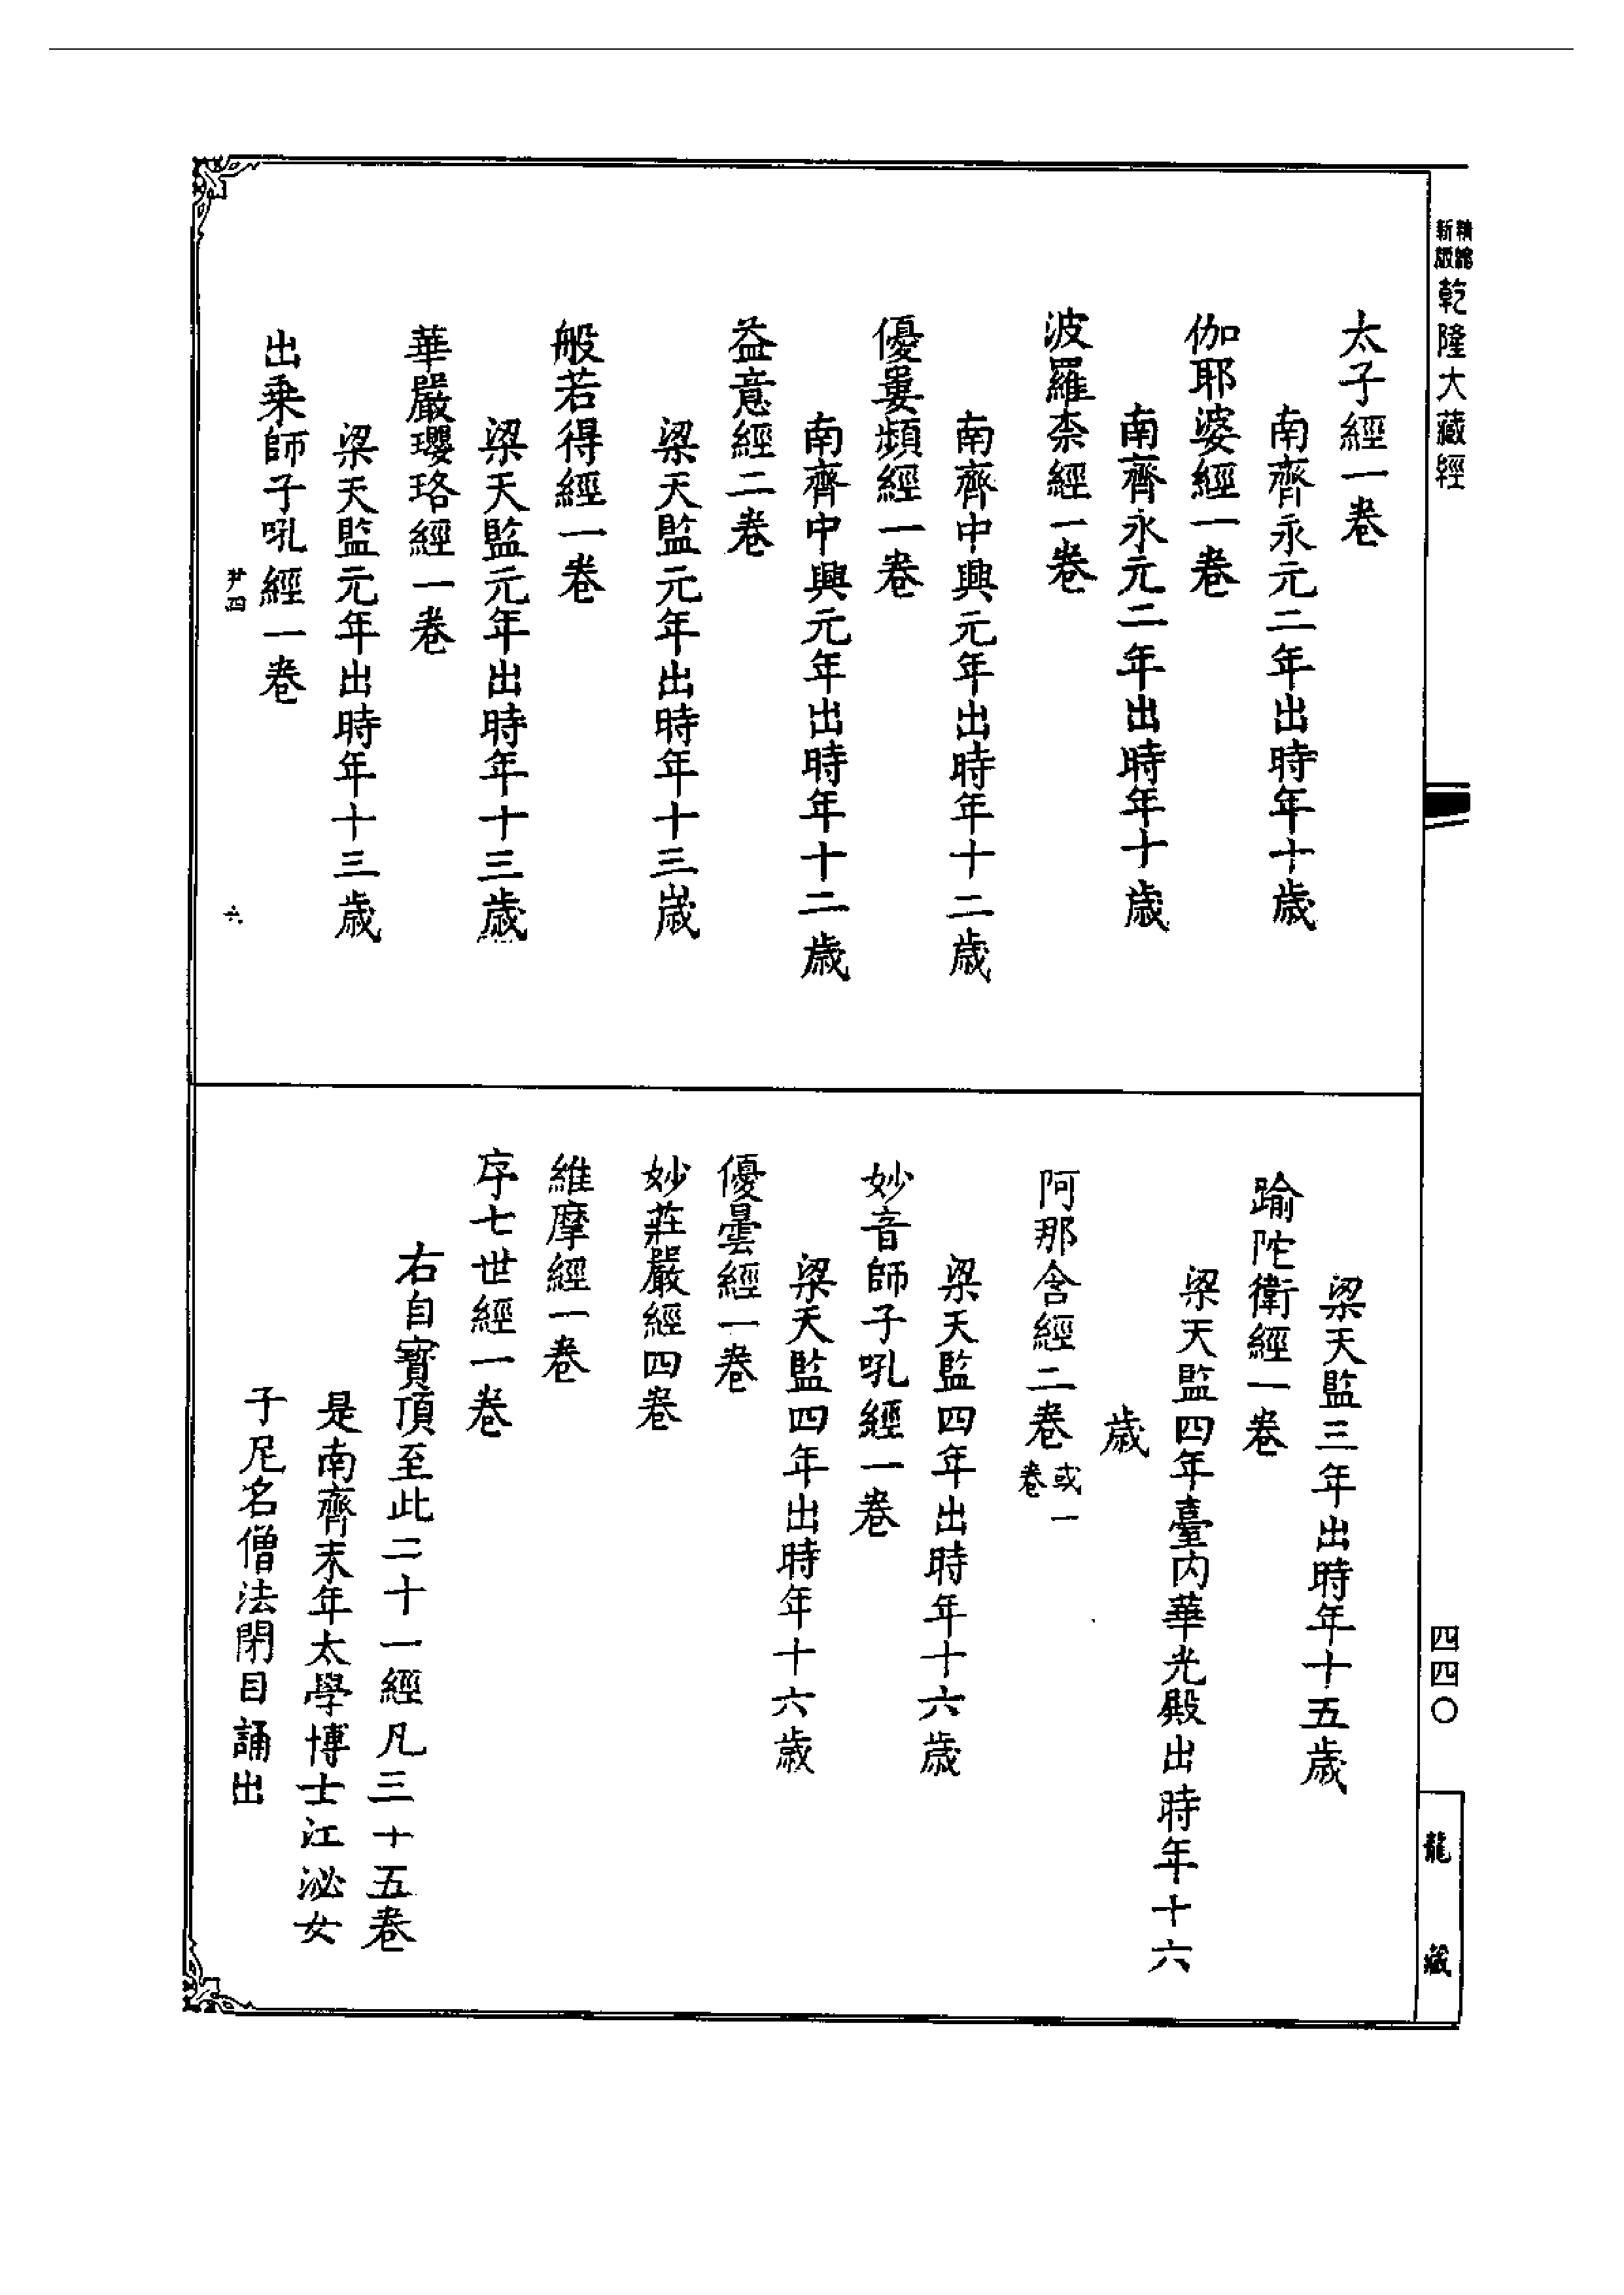 精縮新版乾隆大藏經
太子經一卷
南齊永元二年出時年十歲
伽耶婆經一卷
南齊永元二年出時年十歲
波羅柰經一卷
南齊中興元年出時年十二歲
優婁頻經一卷
南齊中興元年出時年十二歲
益意經二卷
梁天監元年出時年十三歲
般若得經一卷
梁天監元年出時年十三歲
華嚴瓔珞經一卷
梁天監元年出時年十三歲
出乘師子吼經一卷
尹四
六
梁天監三年出時年十五歲
踰陀衛經一卷
梁天監四年臺內華光殿出時年十六
歲
阿那含經二卷或一卷
梁天監四年出時年十六歲
妙音師子吼經一卷
梁天監四年出時年十六歲
優曇經一卷
妙莊嚴經四卷
維摩經一卷
序七世經一卷
右自寶頂至此二十一經凡三十五卷
是南齊末年太學博士江泌女
子尼名僧法閉目誦出
四四〇
龍藏